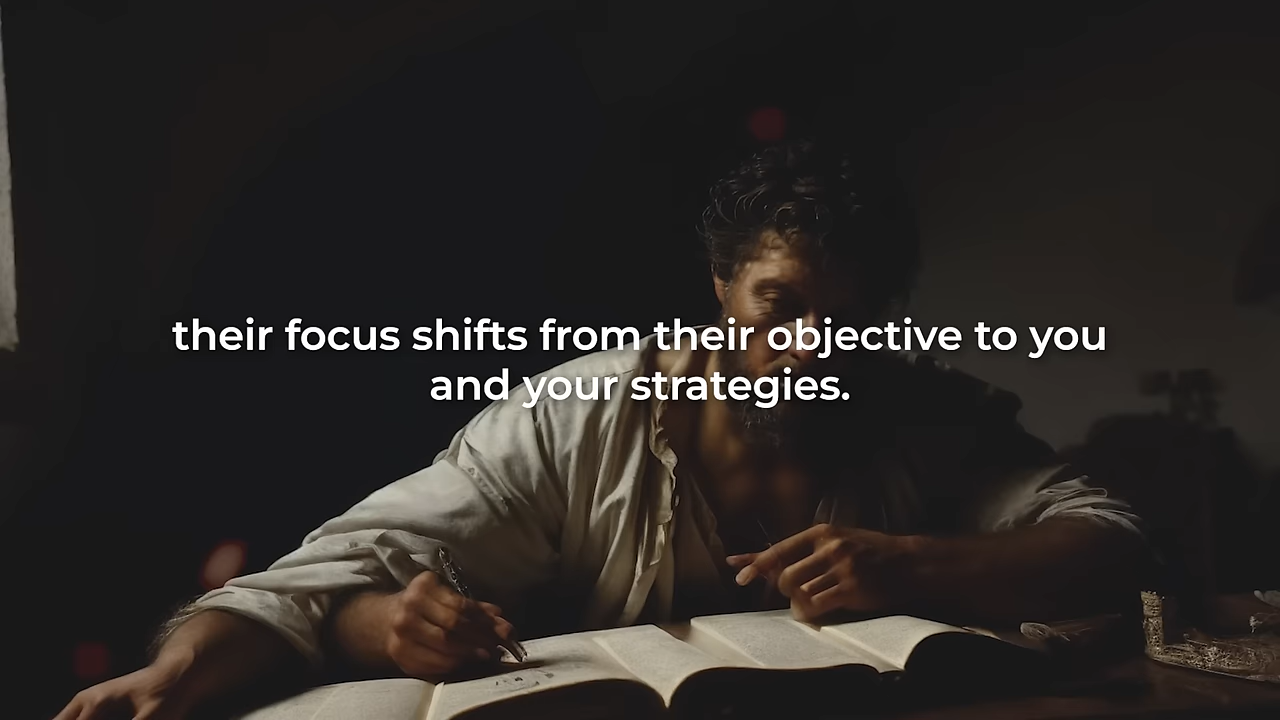 their focus shifts from their objective to you
and your strategies.